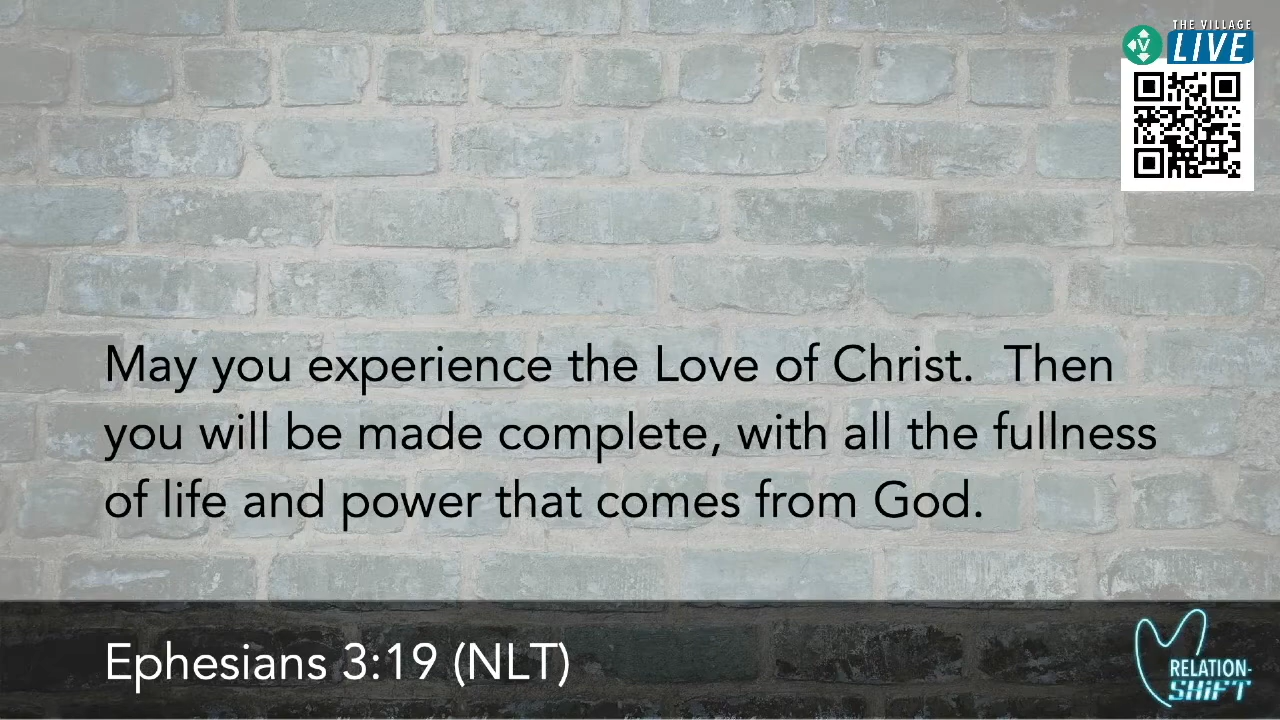 THE VILLAGE
V LIVE
May you experience the Love of Christ.  Then
you will be made complete, with all the fullness
of life and power that comes from God.
Ephesians 3:19 (NLT)
RELATION-
SHIFT